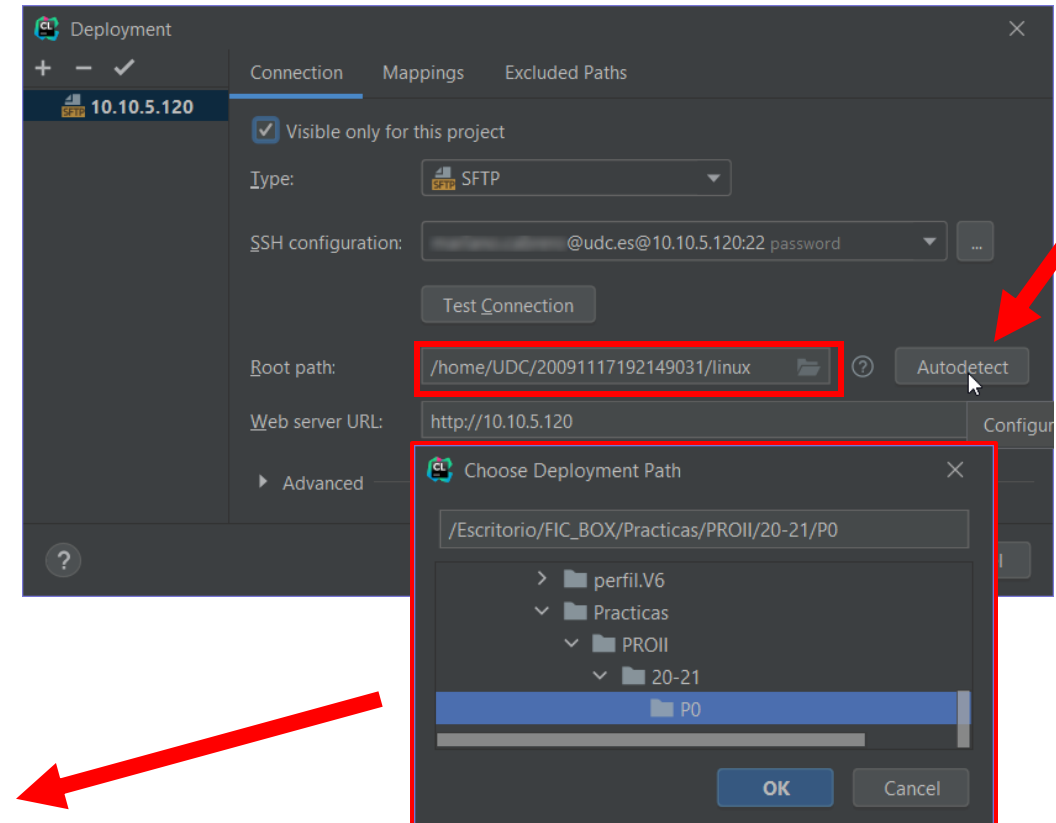 Deployment
Connection Mappings Excluded Paths
10.10.5.120
Visible only for this project
Type: SFTP
SSH configuration: @udc.es@10.10.5.120:22 password ...
Test Connection
Root path: /home/UDC/20091117192149031/linux Autodetect
Web server URL: http://10.10.5.120
Configur
Advanced
Choose Deployment Path
/Escritorio/FIC_BOX/Practicas/PROII/20-21/P0
perfil.V6
Practicas
PROII
20-21
P0
OK Cancel